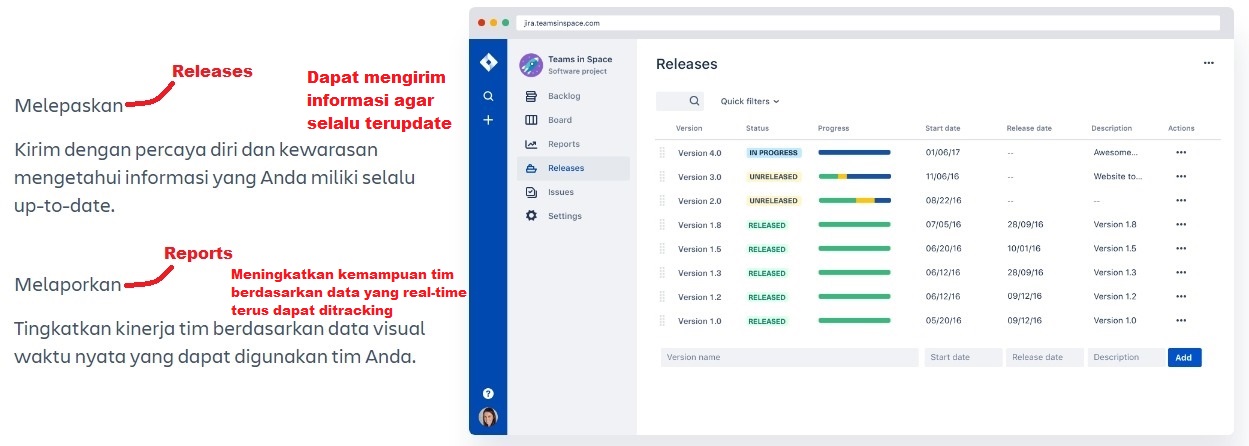 Releases
Melepaskan
Dapat mengirim
informasi agar
selalu terupdate
Kirim dengan percaya diri dan kewarasan
mengetahui informasi yang Anda miliki selalu
up-to-date.
Reports
Melaporkan
Meningkatkan kemampuan tim
berdasarkan data yang real-time
terus dapat ditracking
Tingkatkan kinerja tim berdasarkan data visual
waktu nyata yang dapat digunakan tim Anda.
jira.teamsinspace.com
Teams in Space
Software project
Backlog
Board
Reports
Releases
Issues
Settings
Releases
Quick filters
Version Status Progress Start date Release date Description Actions
Version 4.0 IN PROGRESS 01/06/17 -- Awesome... •••
Version 3.0 UNRELEASED 11/06/16 -- Website to... •••
Version 2.0 UNRELEASED 08/22/16 -- -- •••
Version 1.8 RELEASED 07/05/16 28/09/16 Version 1.8 •••
Version 1.5 RELEASED 06/20/16 10/01/16 Version 1.5 •••
Version 1.3 RELEASED 06/12/16 28/09/16 Version 1.3 •••
Version 1.2 RELEASED 06/12/16 09/12/16 Version 1.2 •••
Version 1.0 RELEASED 05/20/16 09/12/16 Version 1.0 •••
Version name Start date Release date Description Add